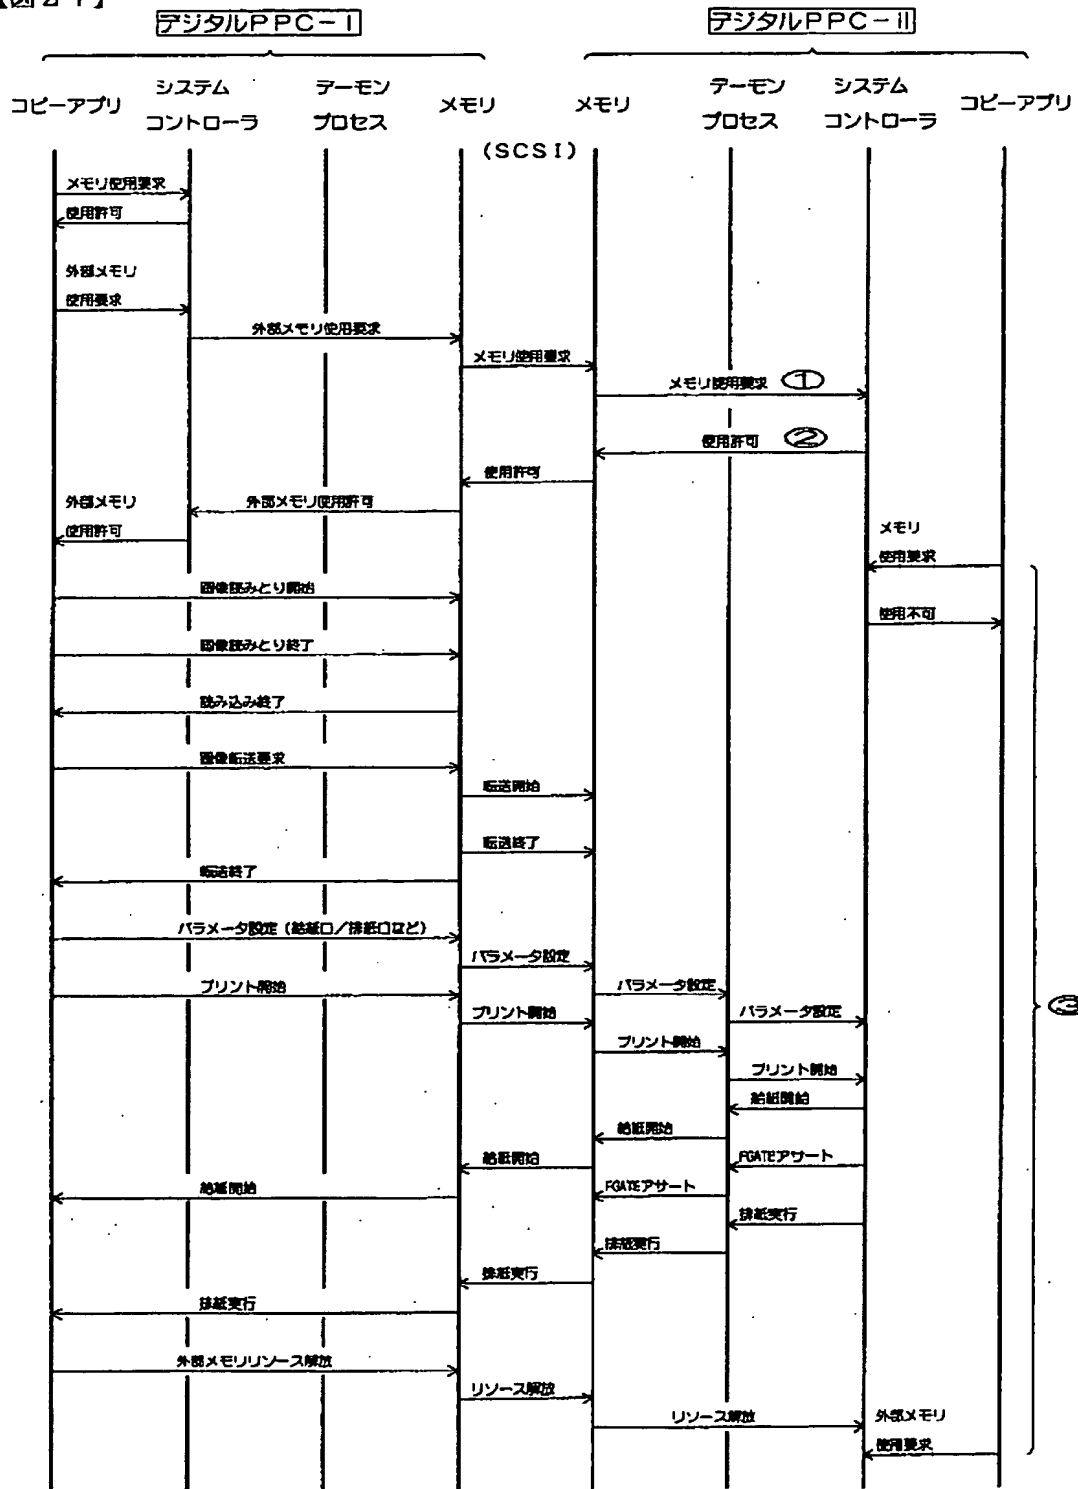 【図21】
デジタルPPC-I
デジタルPPC-II
コピーアプリ
システム
コントローラ
デーモン
プロセス
メモリ
(SCSI)
メモリ
デーモン
プロセス
システム
コントローラ
コピーアプリ
メモリ使用要求
使用許可
外部メモリ
使用要求
外部メモリ使用要求
メモリ使用要求
メモリ使用要求 ①
使用許可 ②
使用許可
外部メモリ使用許可
外部メモリ
使用許可
メモリ
使用要求
画像読みとり開始
使用不可
画像読みとり終了
読み込み終了
画像転送要求
転送開始
転送終了
転送終了
パラメータ設定(給紙口/排紙口など)
パラメータ設定
パラメータ設定
パラメータ設定
③
プリント開始
プリント開始
プリント開始
プリント開始
給紙開始
給紙開始
給紙開始
給紙開始
FGATEアサート
FGATEアサート
排紙実行
排紙実行
排紙実行
排紙実行
外部メモリリソース解放
リソース解放
リソース解放
外部メモリ
使用要求